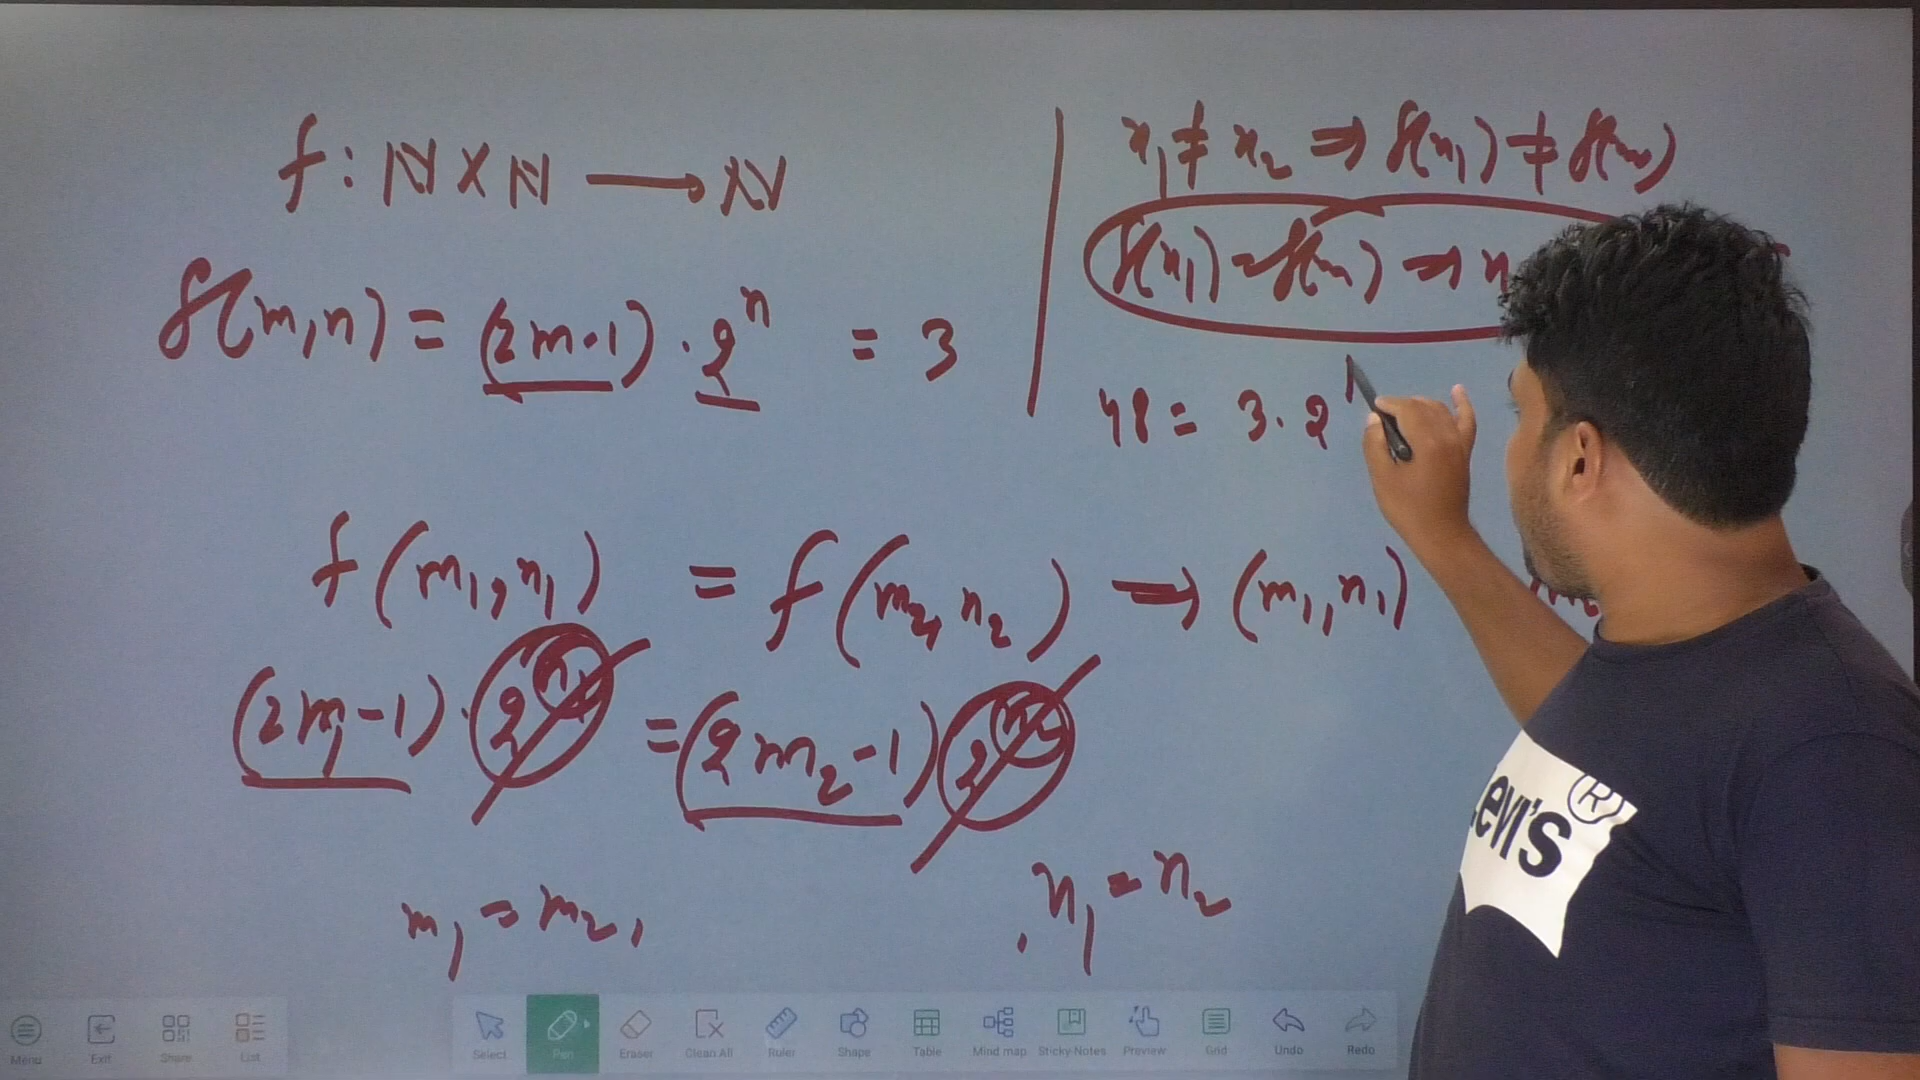 f : ℕ × ℕ → ℕ
f(m,n) = (2m-1) · 2ⁿ = 3
n₁ ≠ n₂ ⇒ f(n₁) ≠ f(n₂)
f(n₁) = f(n₂) ⇒ n
48 = 3 · 2
f(m₁, n₁) = f(m₂, n₂) ⇒ (m₁, n₁) m₂
(2m₁-1) · 2ⁿ¹ = (2m₂-1) 2ⁿ²
m₁ = m₂, n₁ = n₂
evi's ®
Menu Exit Share List Select Pen Eraser Clean All Ruler Shape Table Mind map Sticky-Notes Preview Grid Undo Redo